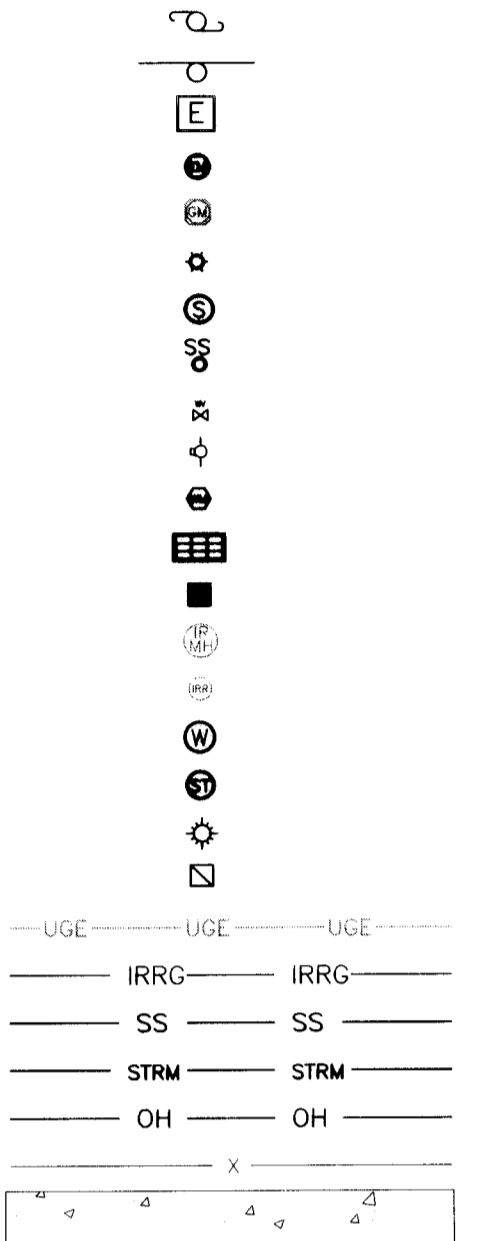 E
GM
S
SS
IR
MH
IRR
W
ST
UGE UGE UGE
IRRG IRRG
SS SS
STRM STRM
OH OH
X